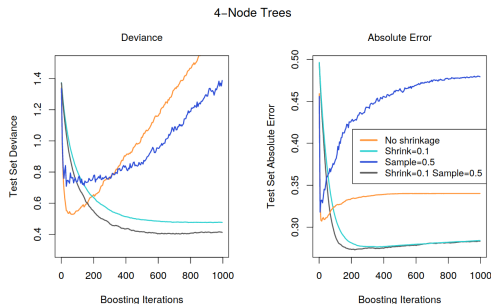 4−Node Trees
Deviance
Test Set Deviance
0.4 0.6 0.8 1.0 1.2 1.4
0 200 400 600 800 1000
Boosting Iterations
Absolute Error
Test Set Absolute Error
0.30 0.35 0.40 0.45 0.50
No shrinkage
Shrink=0.1
Sample=0.5
Shrink=0.1 Sample=0.5
0 200 400 600 800 1000
Boosting Iterations